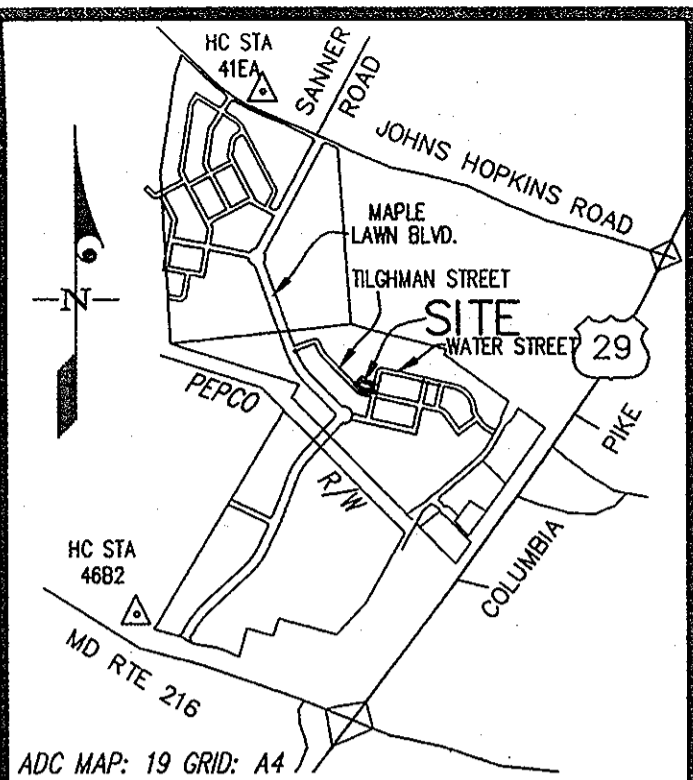 HC STA
41EA
SANNER
ROAD
JOHNS HOPKINS ROAD
MAPLE
LAWN BLVD.
TILGHMAN STREET
N
SITE
WATER STREET
29
PEPCO
R/W
PIKE
COLUMBIA
HC STA
46B2
MD RTE 216
ADC MAP: 19 GRID: A4